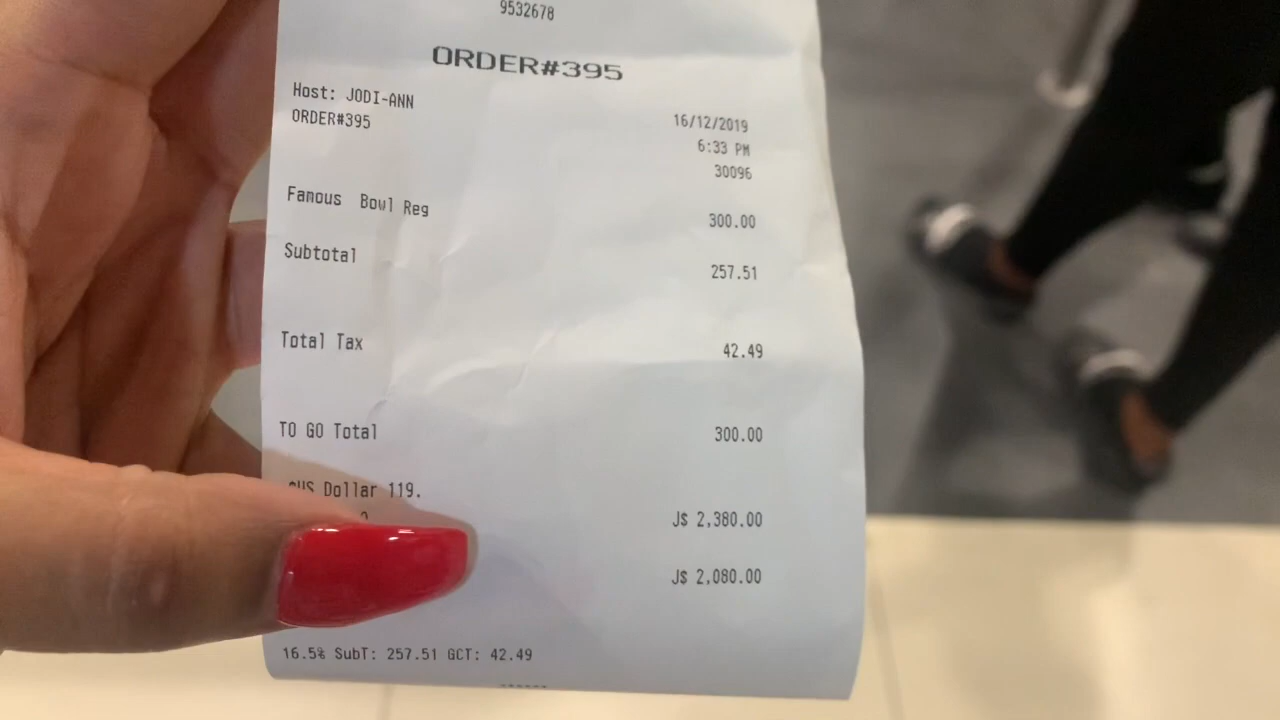 9532678
ORDER#395
Host: JODI-ANN
ORDER#395 16/12/2019
6:33 PM
30096
Famous Bowl Reg 300.00
Subtotal 257.51
Total Tax 42.49
TO GO Total 300.00
US Dollar 119.
J$ 2,380.00
J$ 2,080.00
16.5% SubT: 257.51 GCT: 42.49